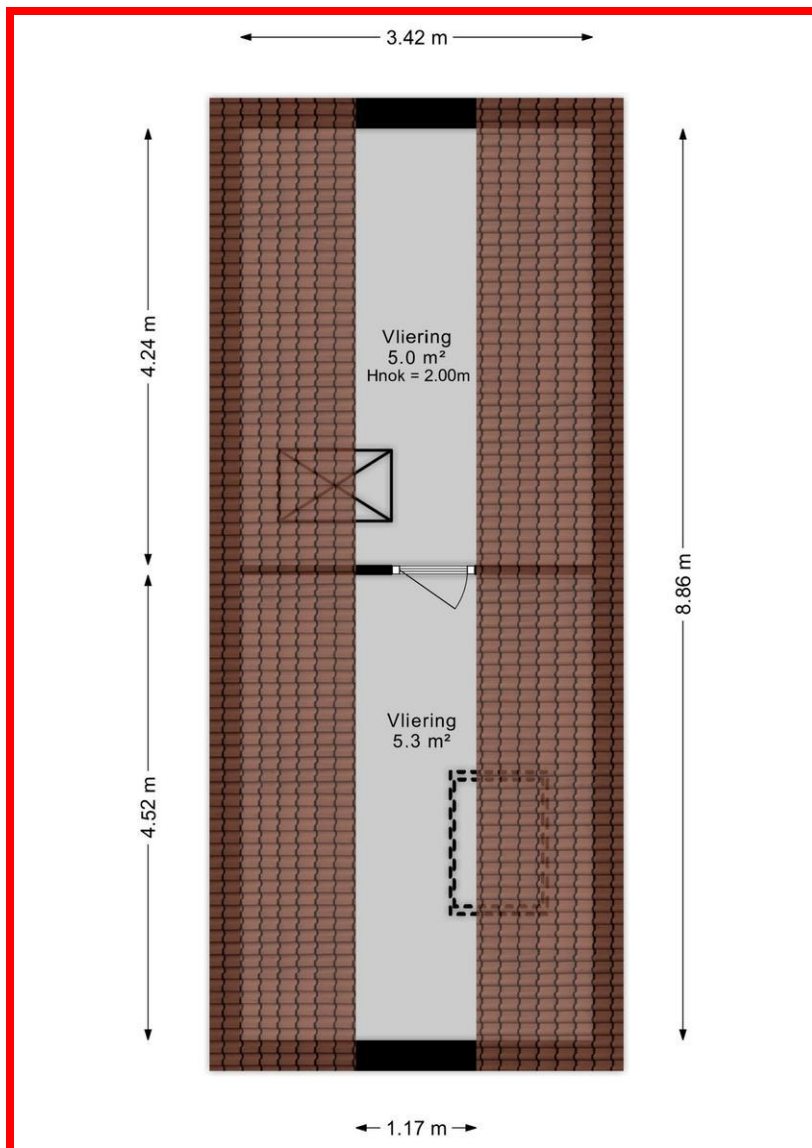 3.42 m
4.24 m
Vliering
5.0 m²
Hnok = 2.00m
8.86 m
Vliering
5.3 m²
4.52 m
1.17 m